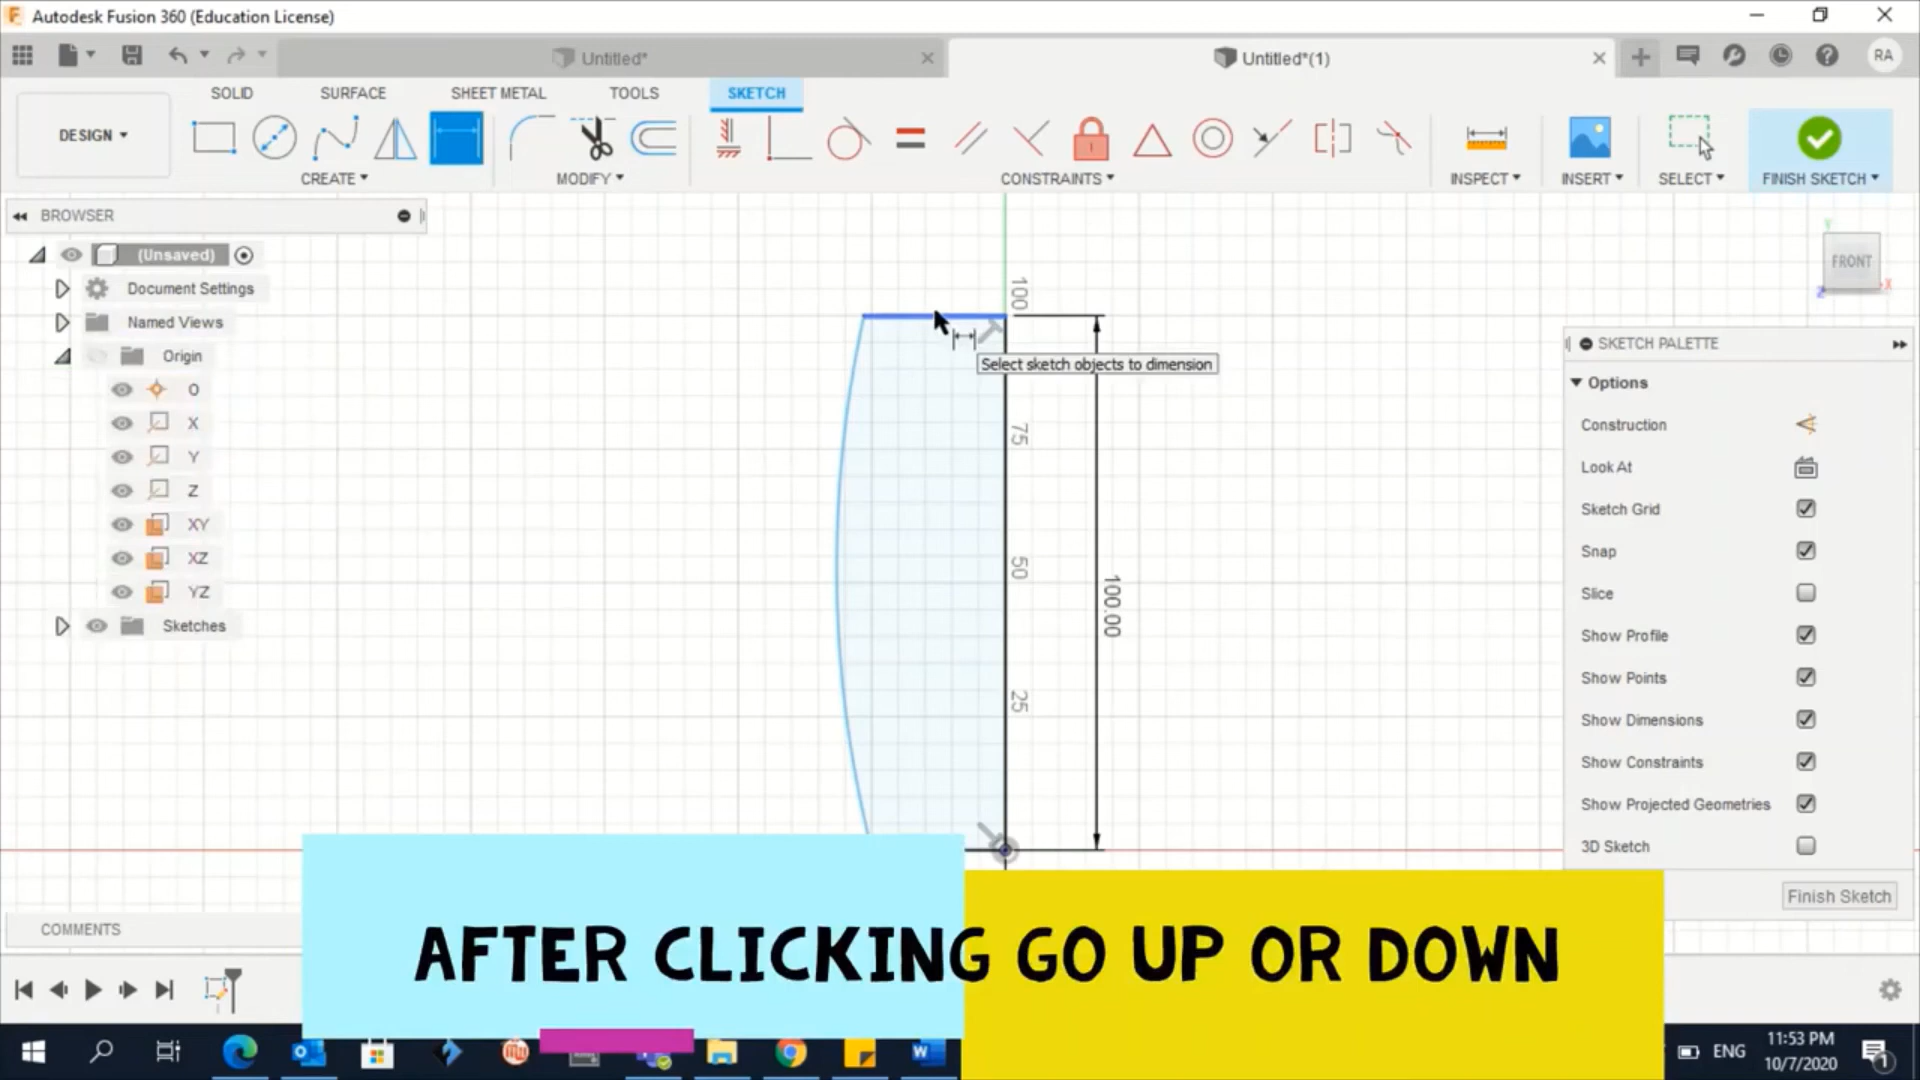 Autodesk Fusion 360 (Education License)
Untitled*
Untitled*(1)
RA
SOLID SURFACE SHEET METAL TOOLS SKETCH
DESIGN
CREATE MODIFY CONSTRAINTS INSPECT INSERT SELECT FINISH SKETCH
BROWSER
(Unsaved)
Document Settings
Named Views
Origin
O
X
Y
Z
XY
XZ
YZ
Sketches
100
75
50
25
100.00
Select sketch objects to dimension
Y
FRONT
X
Z
SKETCH PALETTE
Options
Construction
Look At
Sketch Grid
Snap
Slice
Show Profile
Show Points
Show Dimensions
Show Constraints
Show Projected Geometries
3D Sketch
Finish Sketch
COMMENTS
AFTER CLICKING GO UP OR DOWN
ENG
11:53 PM
10/7/2020
1